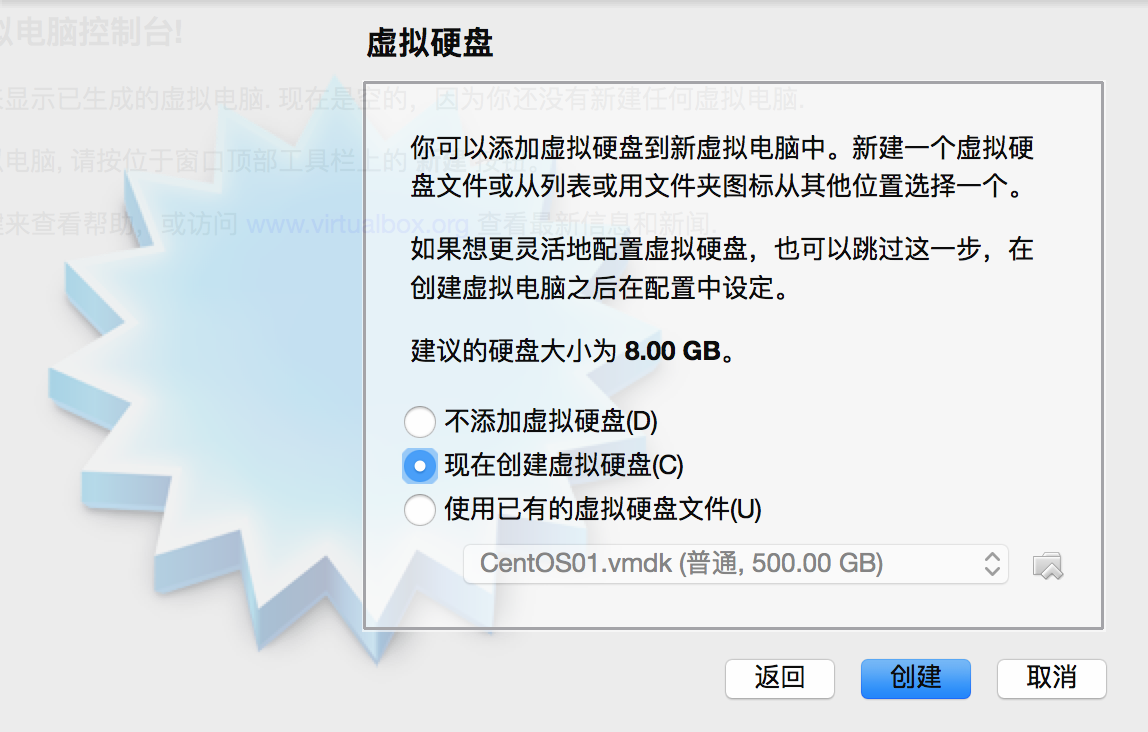 拟电脑控制台!
虚拟硬盘
来显示已生成的虚拟电脑. 现在是空的，因为你还没有新建任何虚拟电脑.
你可以添加虚拟硬盘到新虚拟电脑中。新建一个虚拟硬
拟电脑, 请按位于窗口顶部工具栏上的 新建 按钮.
盘文件或从列表或用文件夹图标从其他位置选择一个。
来查看帮助，或访问 www.virtualbox.org 查看最新信息和新闻.
如果想更灵活地配置虚拟硬盘，也可以跳过这一步，在
创建虚拟电脑之后在配置中设定。
建议的硬盘大小为 8.00 GB。
不添加虚拟硬盘(D)
现在创建虚拟硬盘(C)
使用已有的虚拟硬盘文件(U)
CentOS01.vmdk (普通, 500.00 GB)
返回
创建
取消